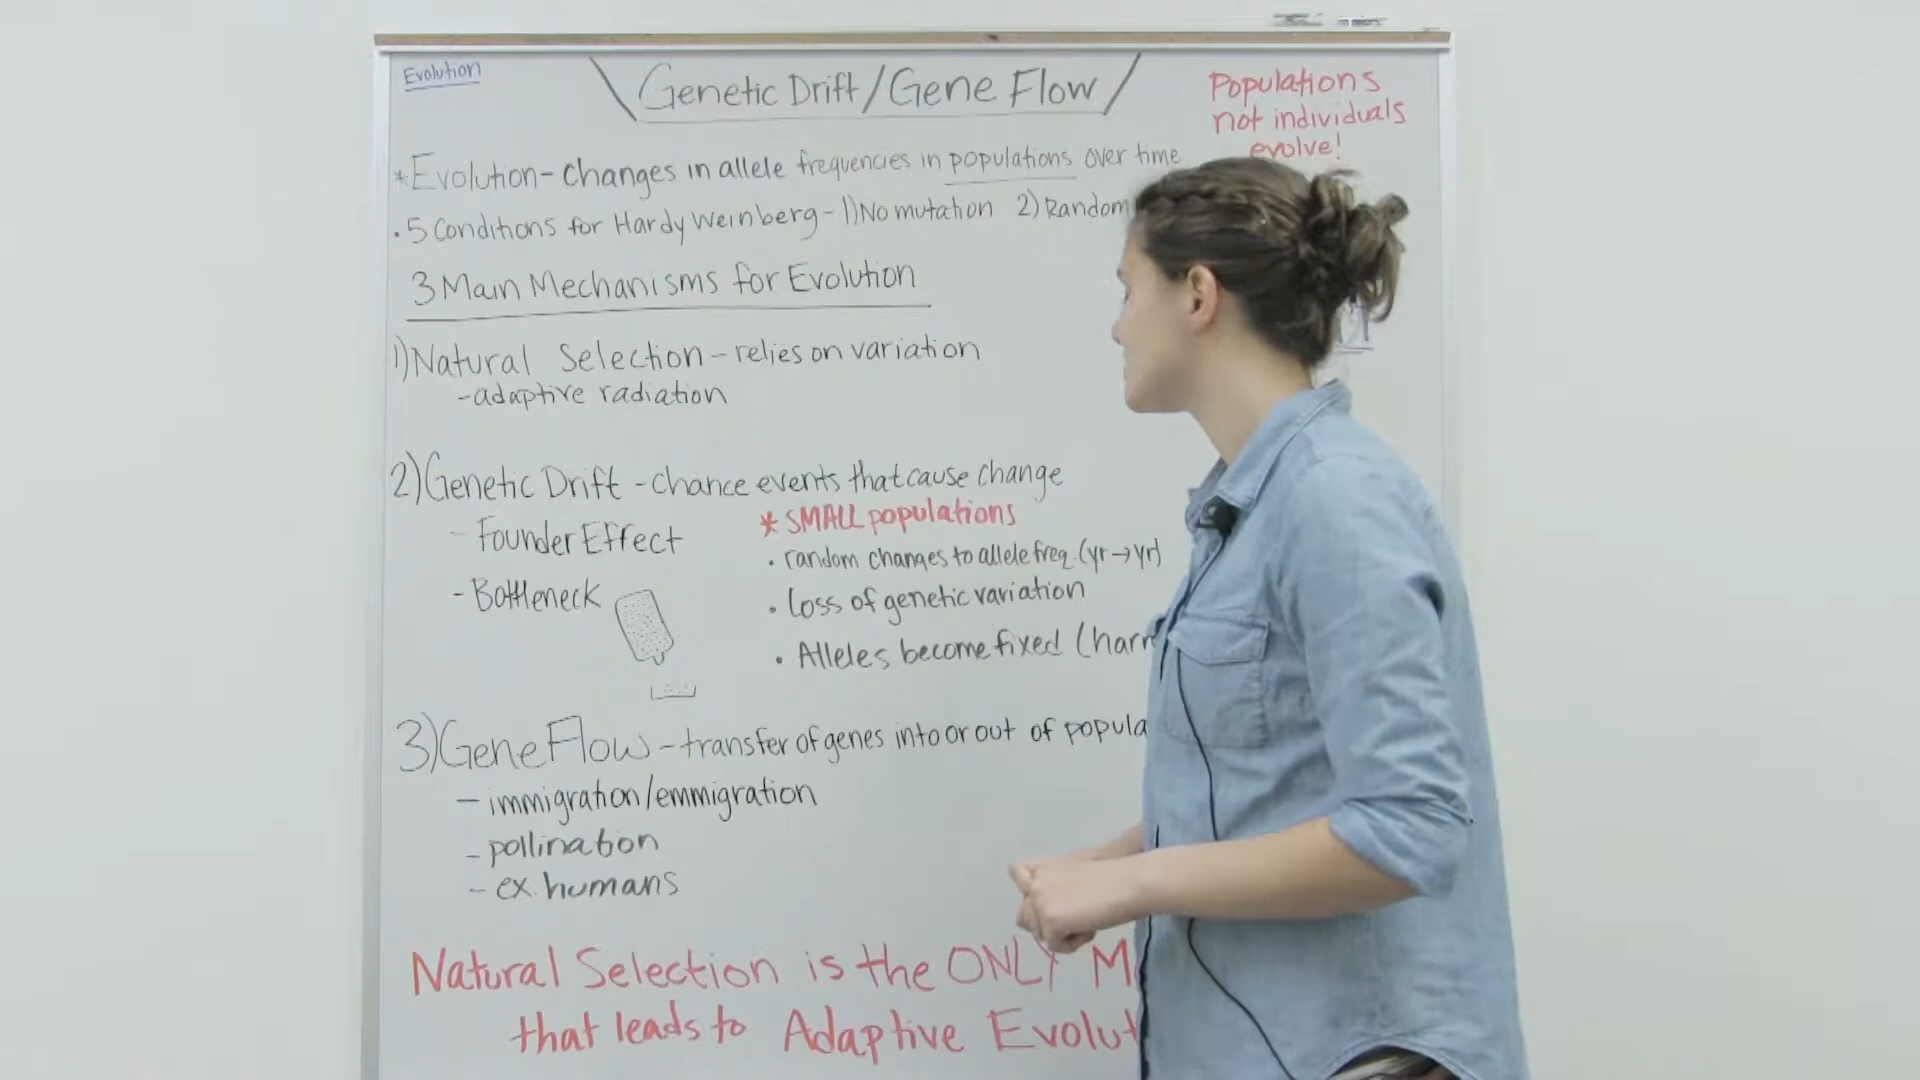 Evolution
Genetic Drift/Gene Flow
Populations
not individuals
evolve!
*Evolution- changes in allele frequencies in populations over time
• 5 Conditions for Hardy Weinberg- 1) No mutation 2) Random
3 Main Mechanisms for Evolution
1) Natural Selection - relies on variation
- adaptive radiation
2) Genetic Drift - chance events that cause change
- Founder Effect
* SMALL populations
• random changes to allele freq. (yr → yr)
- Bottleneck
• Loss of genetic variation
• Alleles become fixed (harm
3) Gene Flow - transfer of genes into or out of popula
- immigration/emmigration
- pollination
- ex. humans
Natural Selection is the ONLY M
that leads to Adaptive Evolut